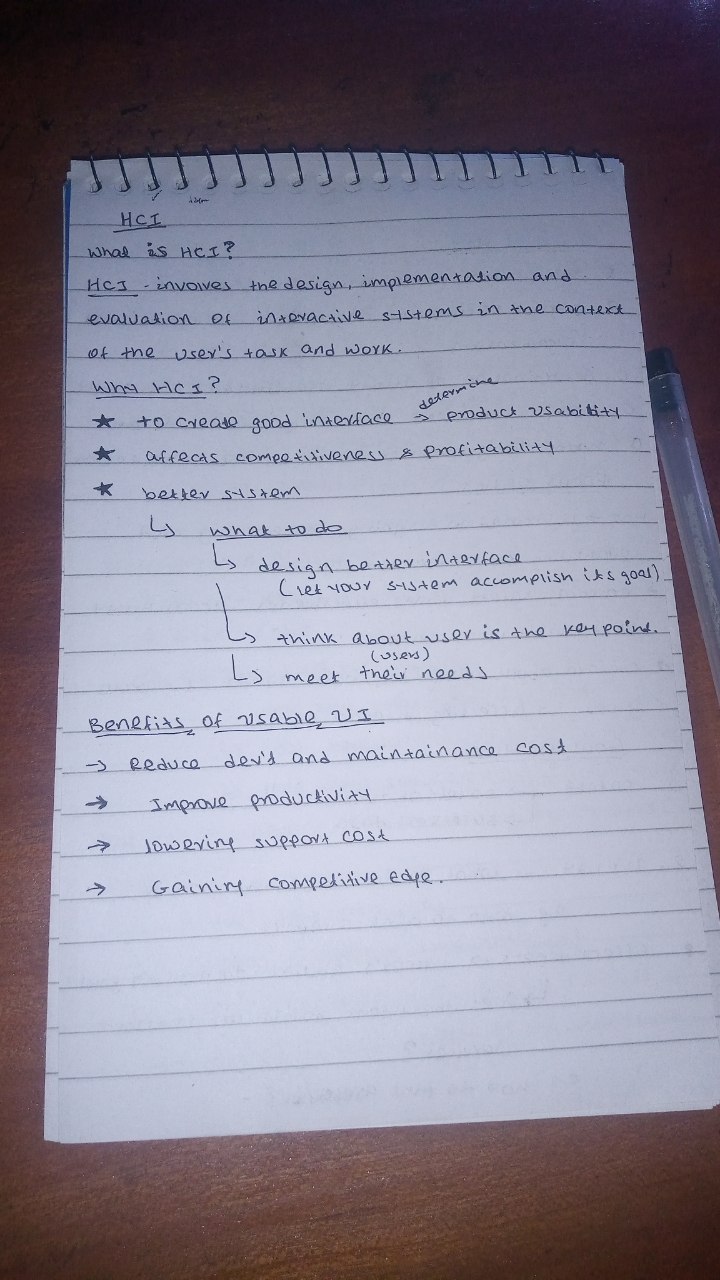 HCI
What is HCI?
HCI - involves the design, implementation and
evaluation of interactive systems in the context
of the user's task and work.
Why HCI?
★ to create good interface → determine product usability
★ affects competitiveness & profitability
★ better system
↳ what to do
↳ design better interface
(let your system accomplish its goal)
↳ think about user is the key point.
(users)
↳ meet their needs
Benefits of usable UI
→ Reduce dev't and maintainance cost
→ Improve productivity
→ lowering support cost
→ Gaining competitive edge.